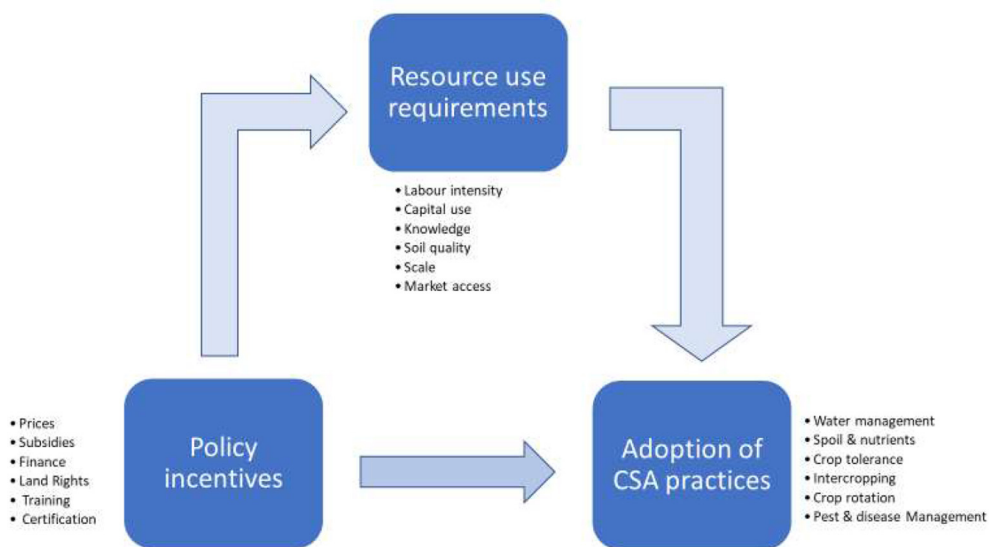 Resource use
requirements
• Labour intensity
• Capital use
• Knowledge
• Soil quality
• Scale
• Market access
• Prices
• Subsidies
• Finance
• Land Rights
• Training
• Certification
Policy
incentives
Adoption of
CSA practices
• Water management
• Spoil & nutrients
• Crop tolerance
• Intercropping
• Crop rotation
• Pest & disease Management